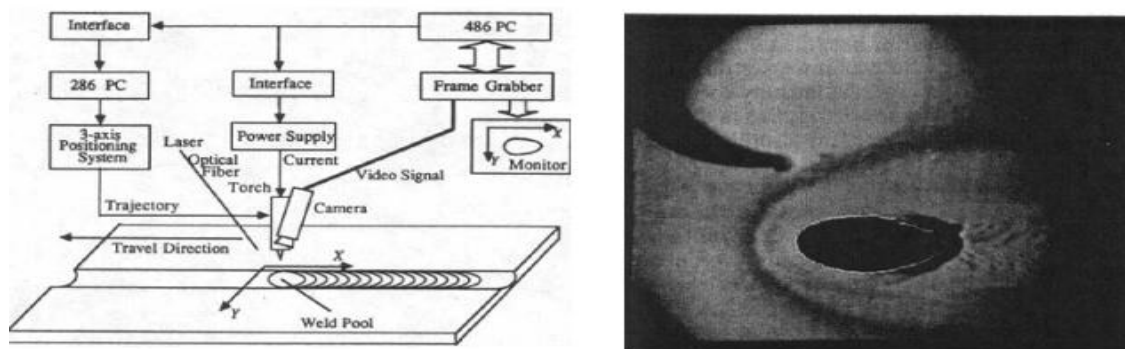 Interface
486 PC
286 PC
Interface
Frame Grabber
3-axis
Positioning
System
Laser
Optical
Fiber
Power Supply
Current
Torch
Video Signal
X
Y
Monitor
Camera
Trajectory
Travel Direction
X
Y
Weld Pool